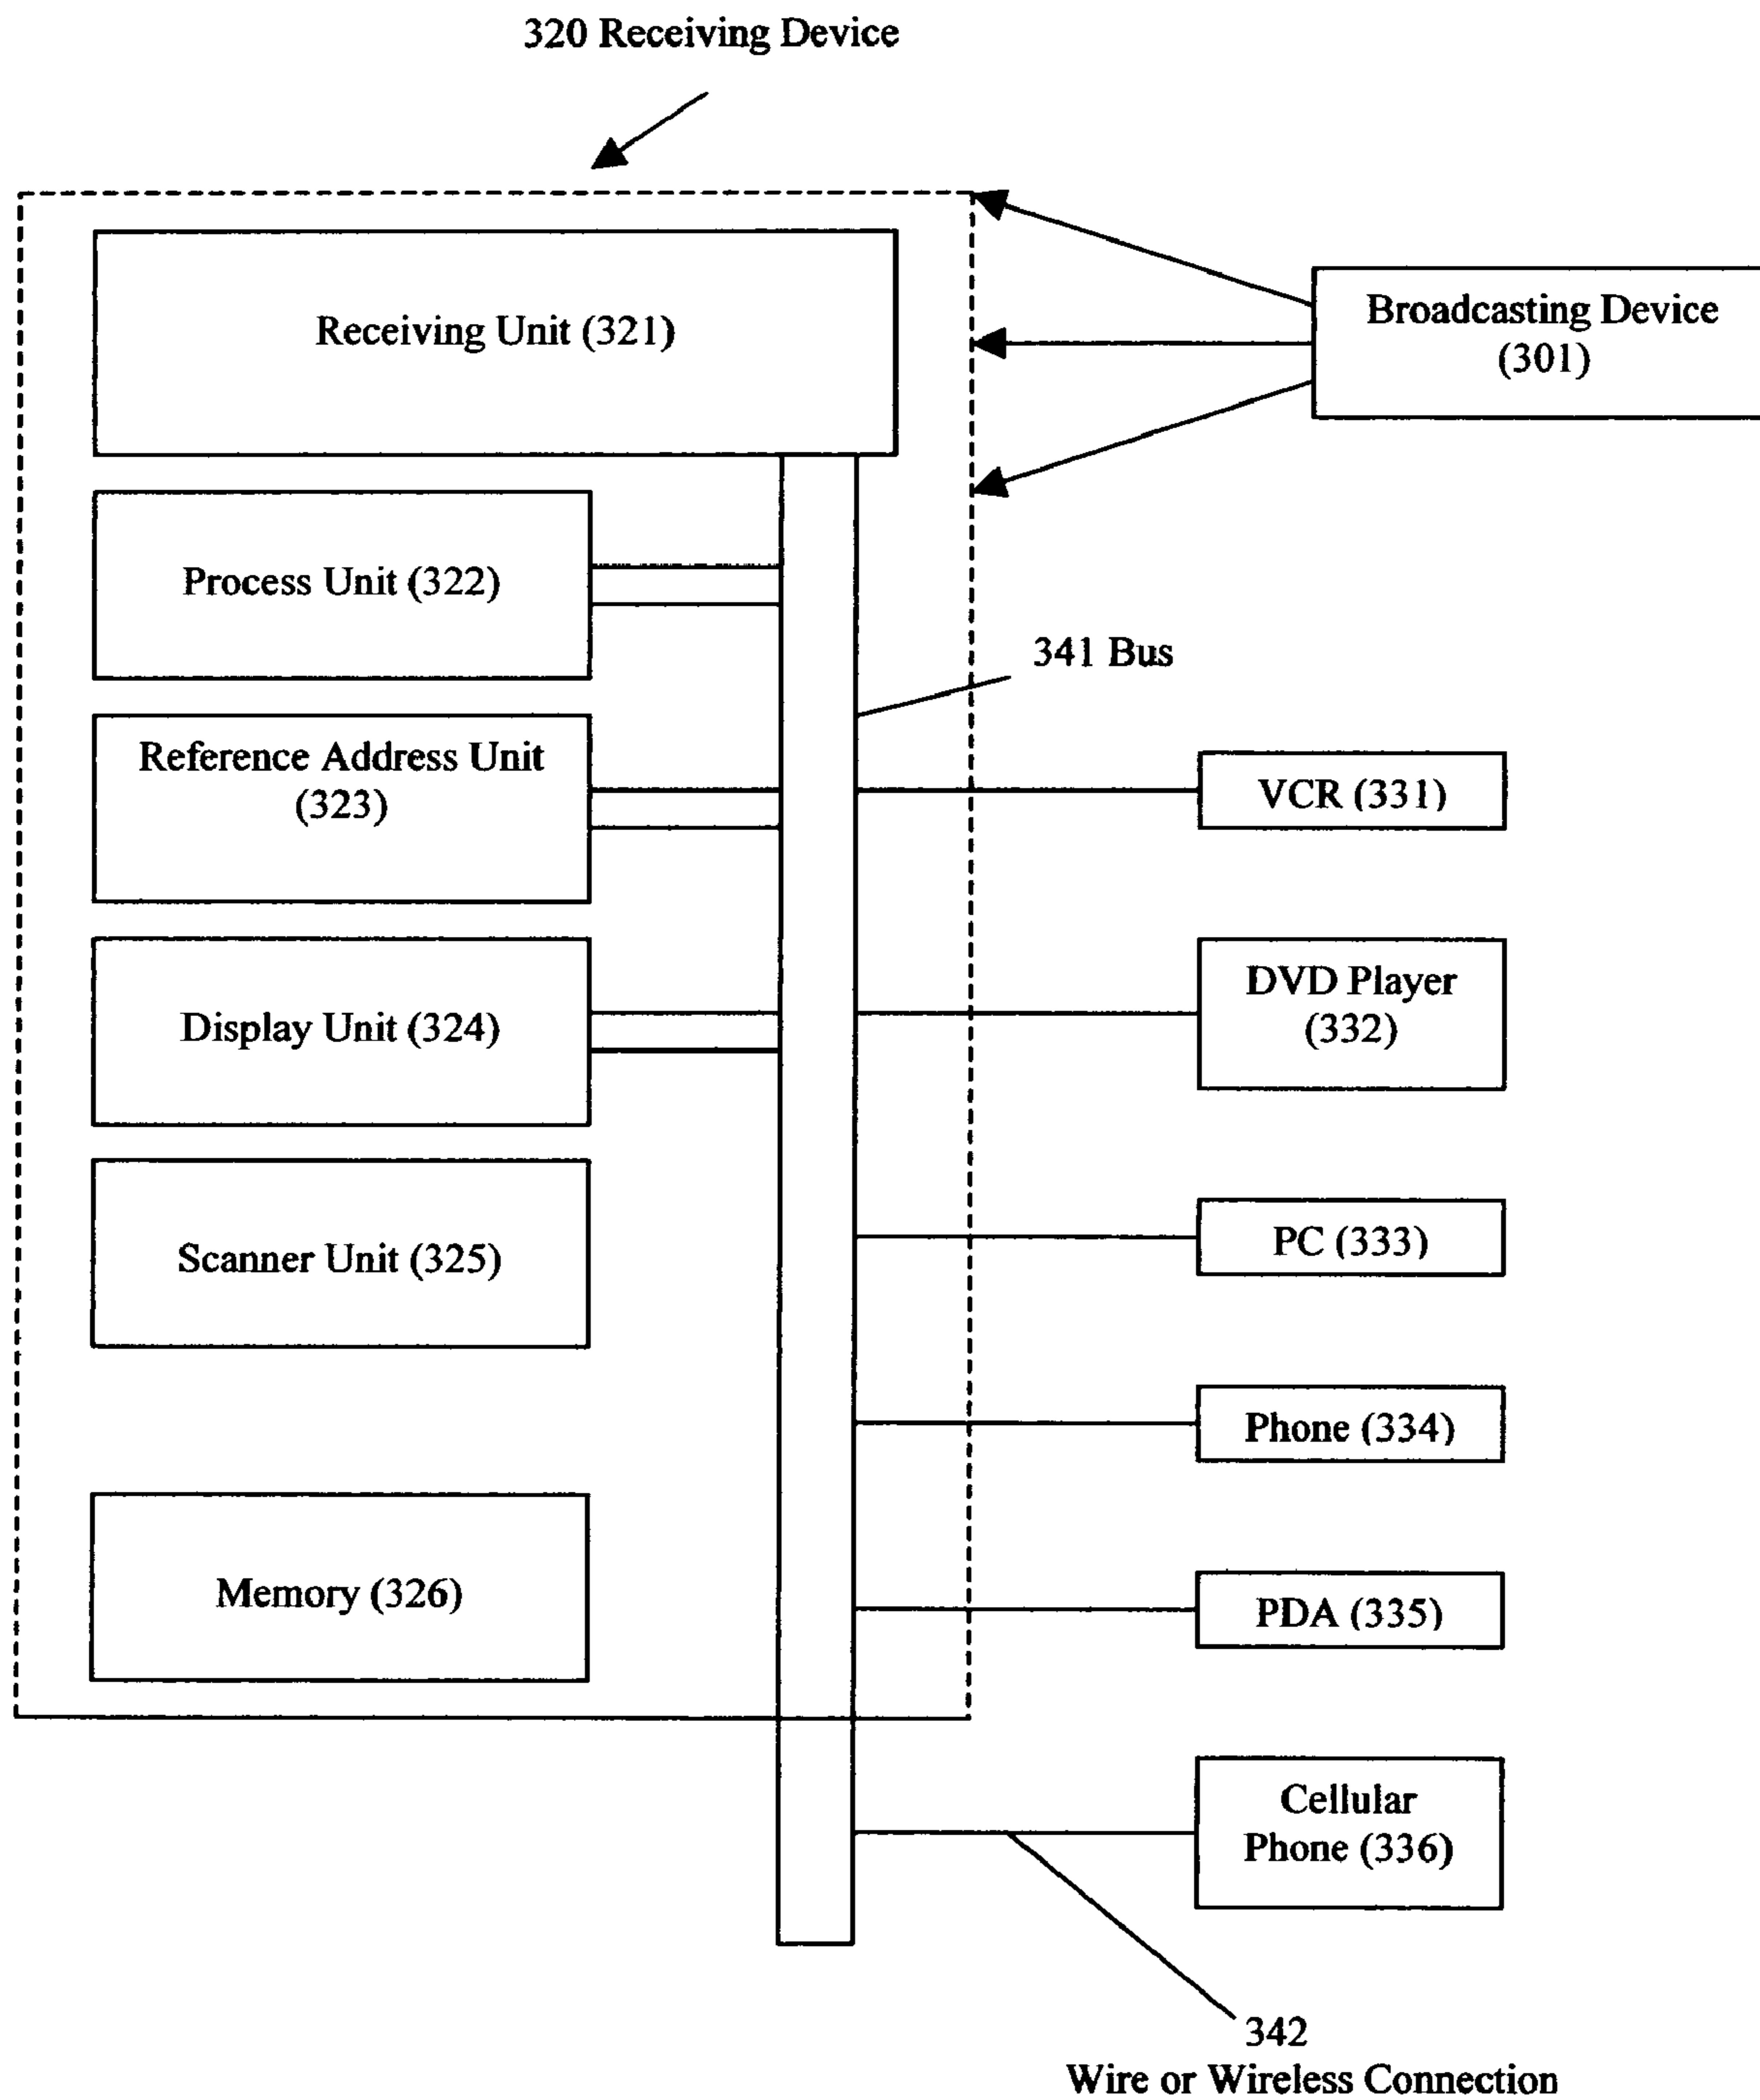 320 Receiving Device
Receiving Unit (321)
Broadcasting Device
(301)
Process Unit (322)
341 Bus
Reference Address Unit
(323)
VCR (331)
DVD Player
(332)
Display Unit (324)
Scanner Unit (325)
PC (333)
Phone (334)
Memory (326)
PDA (335)
Cellular
Phone (336)
342
Wire or Wireless Connection